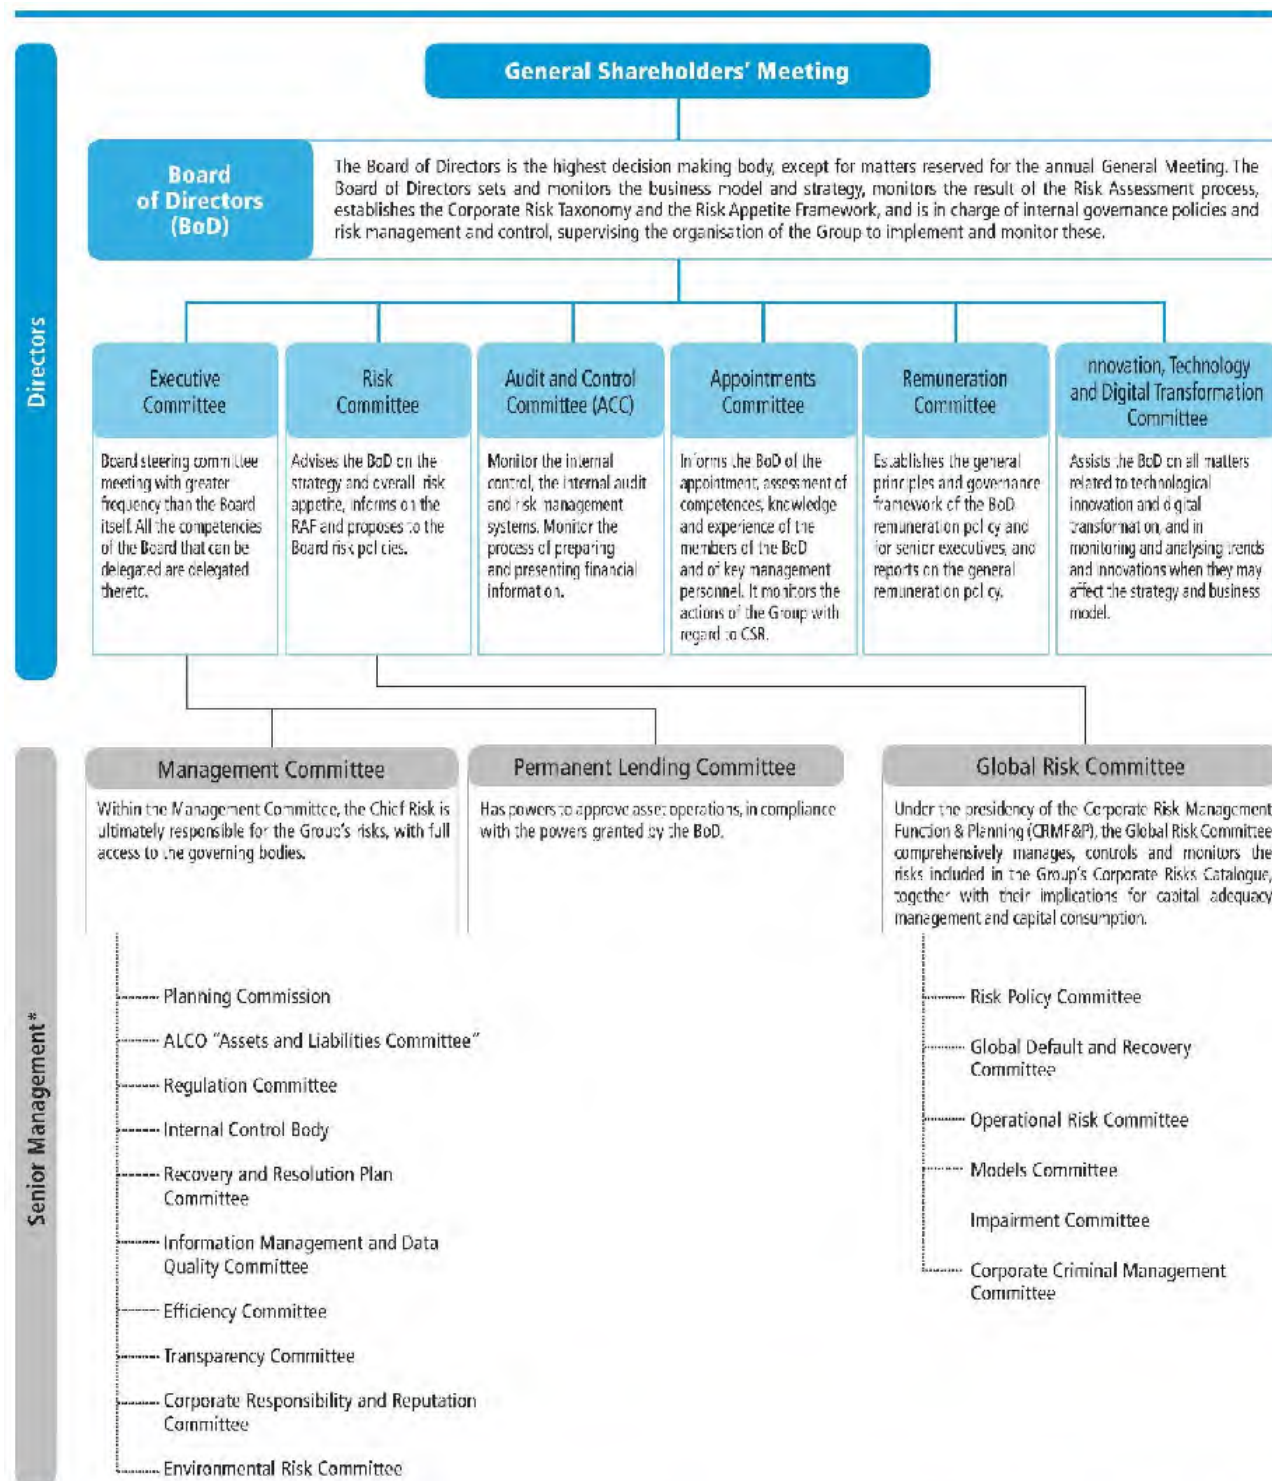 General Shareholders' Meeting
Directors
Board
of Directors
(BoD)
The Board of Directors is the highest decision making body, except for matters reserved for the annual General Meeting. The
Board of Directors sets and monitors the business model and strategy, monitors the result of the Risk Assessment process,
establishes the Corporate Risk Taxonomy and the Risk Appetite Framework, and is in charge of internal governance policies and
risk management and control, supervising the organisation of the Group to implement and monitor these.
Executive
Committee
Board steering committee
meeting with greater
frequency than the Board
itself. All the competencies
of the Board that can be
delegated are delegated
thereto.
Risk
Committee
Advises the BoD on the
strategy and overall risk
appetite, informs on the
RAF and proposes to the
Board risk policies.
Audit and Control
Committee (ACC)
Monitor the internal
control, the internal audit
and risk management
systems. Monitor the
process of preparing
and presenting financial
information.
Appointments
Committee
Informs the BoD of the
appointment, assessment of
competences, knowledge
and experience of the
members of the BoD
and of key management
personnel. It monitors the
actions of the Group with
regard to CSR.
Remuneration
Committee
Establishes the general
principles and governance
framework of the BoD
remuneration policy and
for senior executives, and
reports on the general
remuneration policy.
nnovation, Technology
and Digital Transformation
Committee
Assists the BoD on all matters
related to technological
innovation and digital
transformation, and in
monitoring and analysing trends
and innovations when they may
affect the strategy and business
model.
Senior Management*
Management Committee
Within the Management Committee, the Chief Risk is
ultimately responsible for the Group's risks, with full
access to the governing bodies.
Planning Commission
ALCO "Assets and Liabilities Committee"
Regulation Committee
Internal Control Body
Recovery and Resolution Plan
Committee
Information Management and Data
Quality Committee
Efficiency Committee
Transparency Committee
Corporate Responsibility and Reputation
Committee
Environmental Risk Committee
Permanent Lending Committee
Has powers to approve asset operations, in compliance
with the powers granted by the BoD.
Global Risk Committee
Under the presidency of the Corporate Risk Management
Function & Planning (CRMF&P), the Global Risk Committee
comprehensively manages, controls and monitors the
risks included in the Group's Corporate Risks Catalogue,
together with their implications for capital adequacy
management and capital consumption.
Risk Policy Committee
Global Default and Recovery
Committee
Operational Risk Committee
Models Committee
Impairment Committee
Corporate Criminal Management
Committee